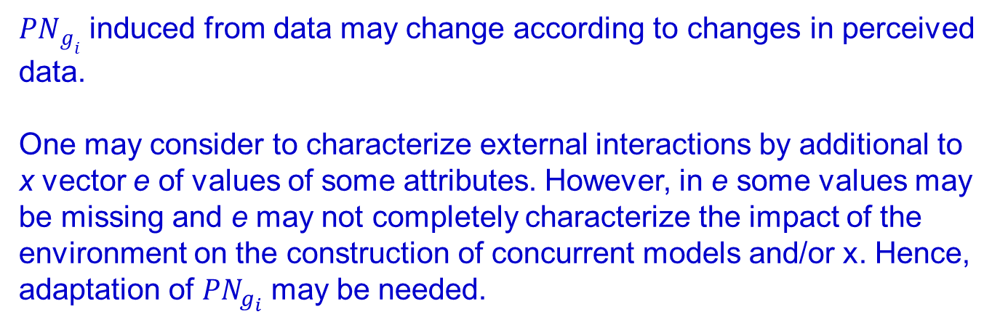 PN_{g_i} induced from data may change according to changes in perceived
data.
One may consider to characterize external interactions by additional to
x vector e of values of some attributes. However, in e some values may
be missing and e may not completely characterize the impact of the
environment on the construction of concurrent models and/or x. Hence,
adaptation of PN_{g_i} may be needed.